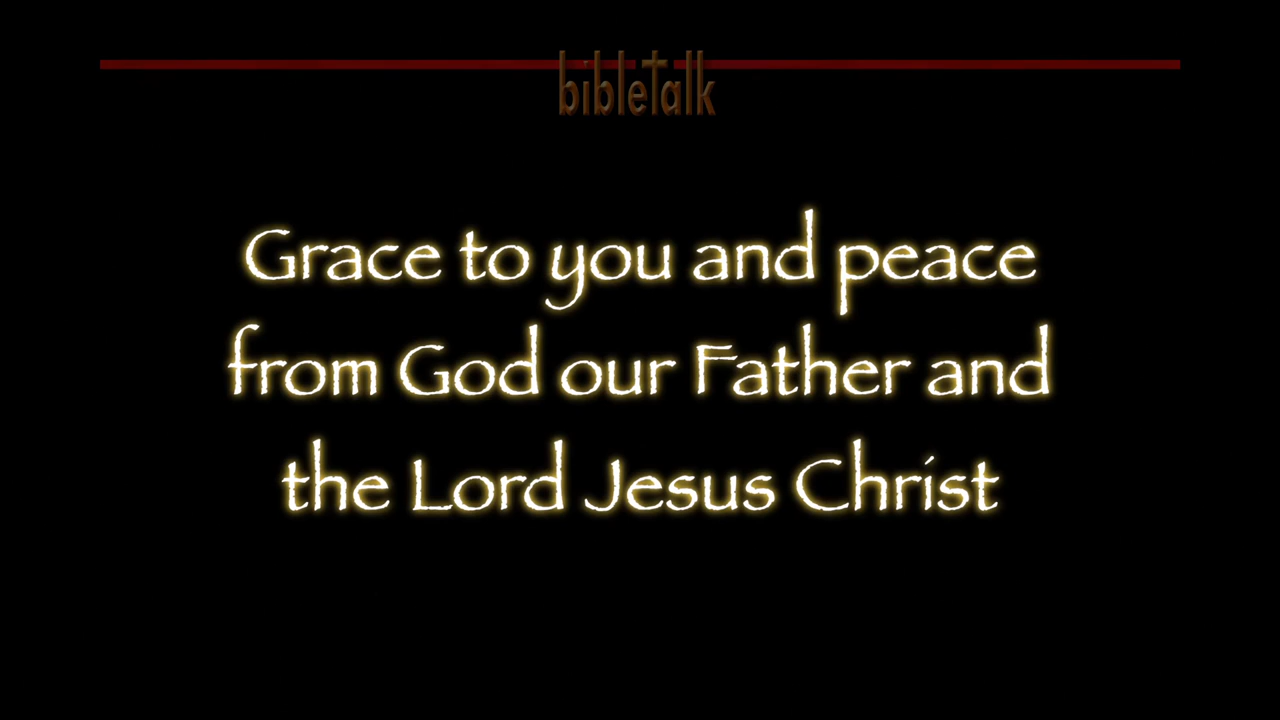 bibleTalk
Grace to you and peace
from God our Father and
the Lord Jesus Christ